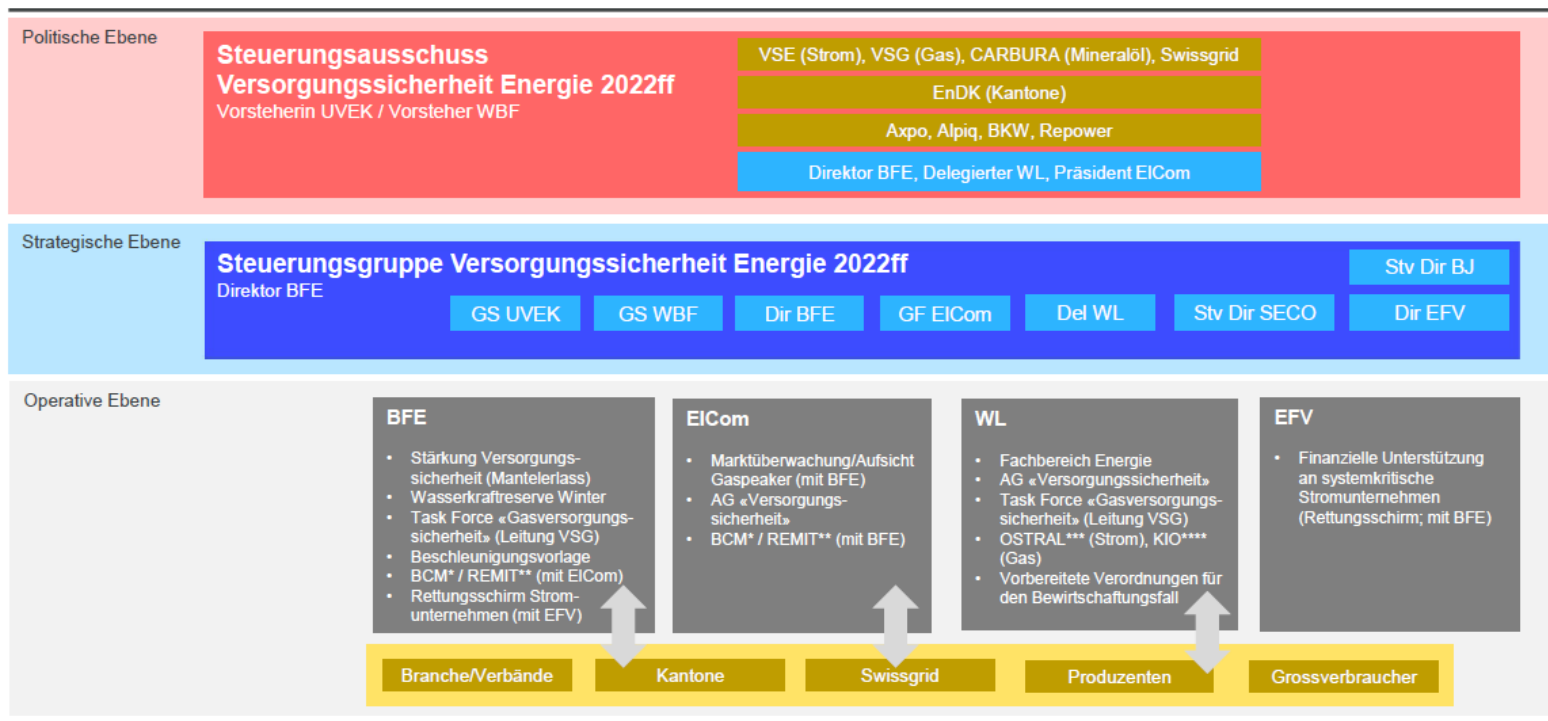 Politische Ebene
Steuerungsausschuss
Versorgungssicherheit Energie 2022ff
Vorsteherin UVEK / Vorsteher WBF
VSE (Strom), VSG (Gas), CARBURA (Mineralöl), Swissgrid
EnDK (Kantone)
Axpo, Alpiq, BKW, Repower
Direktor BFE, Delegierter WL, Präsident ElCom
Strategische Ebene
Steuerungsgruppe Versorgungssicherheit Energie 2022ff
Direktor BFE
Stv Dir BJ
GS UVEK
GS WBF
Dir BFE
GF ElCom
Del WL
Stv Dir SECO
Dir EFV
Operative Ebene
BFE
• Stärkung Versorgungs-
sicherheit (Mantelerlass)
• Wasserkraftreserve Winter
• Task Force «Gasversorgungs-
sicherheit» (Leitung VSG)
• Beschleunigungsvorlage
• BCM* / REMIT** (mit ElCom)
• Rettungsschirm Strom-
unternehmen (mit EFV)
ElCom
• Marktüberwachung/Aufsicht
Gaspeaker (mit BFE)
• AG «Versorgungs-
sicherheit»
• BCM* / REMIT** (mit BFE)
WL
• Fachbereich Energie
• AG «Versorgungssicherheit»
• Task Force «Gasversorgungs-
sicherheit» (Leitung VSG)
• OSTRAL*** (Strom), KIO****
(Gas)
• Vorbereitete Verordnungen für
den Bewirtschaftungsfall
EFV
• Finanzielle Unterstützung
an systemkritische
Stromunternehmen
(Rettungsschirm; mit BFE)
Branche/Verbände
Kantone
Swissgrid
Produzenten
Grossverbraucher